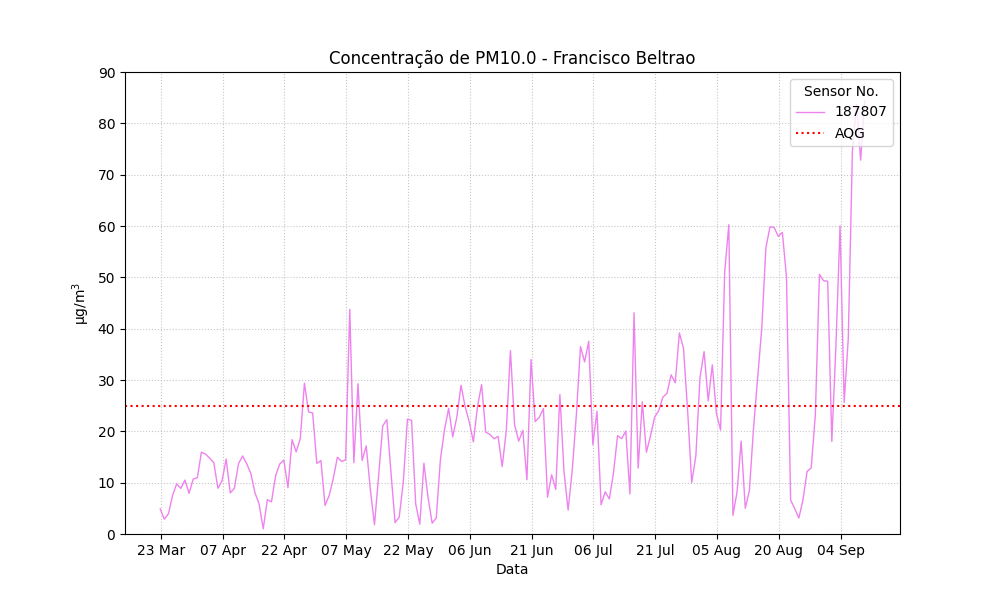 Concentração de PM10.0 - Francisco Beltrao
Sensor No.
187807
AQG
90
80
70
60
50
40
30
20
10
0
µg/m³
23 Mar 07 Apr 22 Apr 07 May 22 May 06 Jun 21 Jun 06 Jul 21 Jul 05 Aug 20 Aug 04 Sep
Data